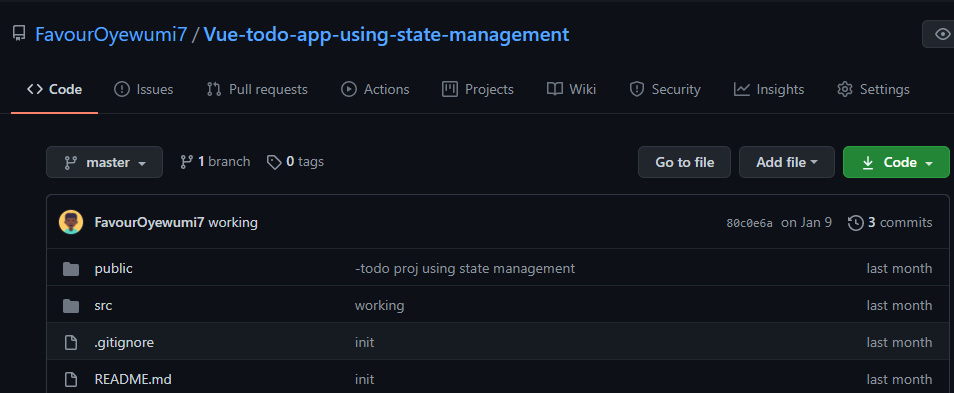 FavourOyewumi7 / Vue-todo-app-using-state-management
Code Issues Pull requests Actions Projects Wiki Security Insights Settings
master 1 branch 0 tags Go to file Add file Code
FavourOyewumi7 working 80c0e6a on Jan 9 3 commits
public -todo proj using state management last month
src working last month
.gitignore init last month
README.md init last month